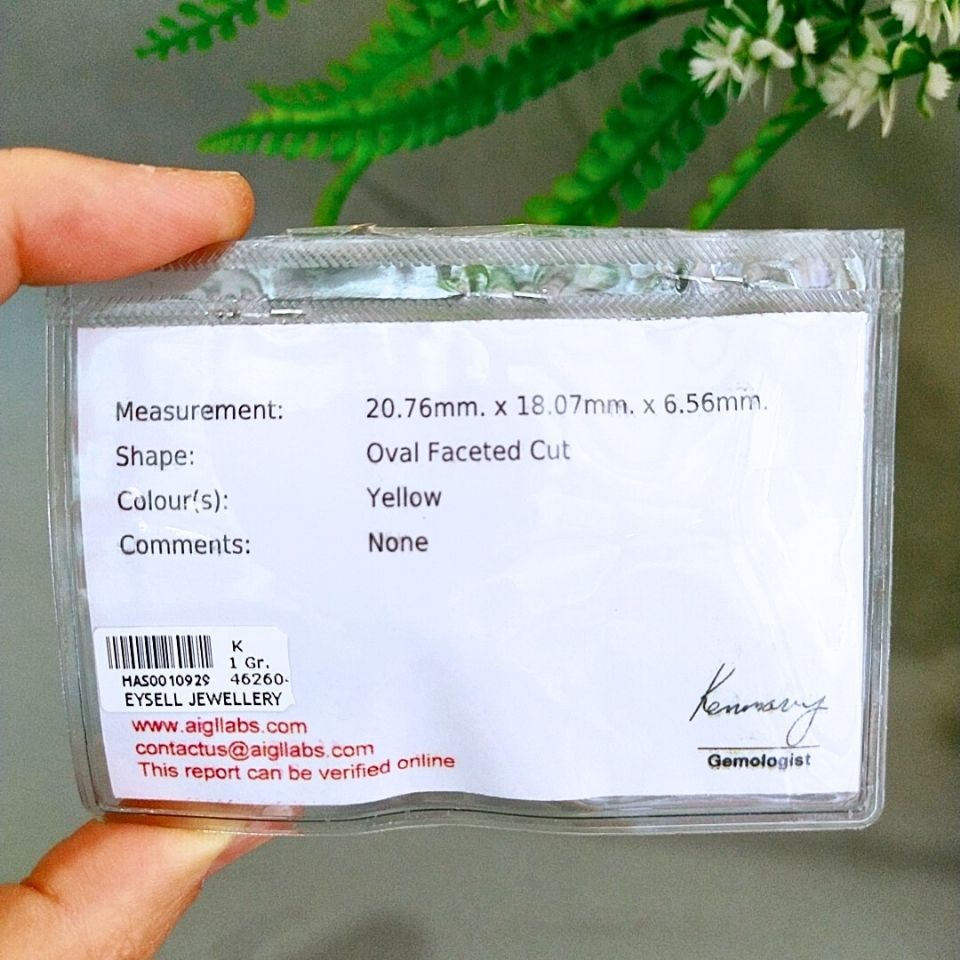 Measurement: 20.76mm. x 18.07mm. x 6.56mm.
Shape: Oval Faceted Cut
Colour(s): Yellow
Comments: None
K
1 Gr.
HAS0010929 46260-
EYSELL JEWELLERY
www.aigllabs.com
contactus@aigllabs.com
This report can be verified online
Gemologist